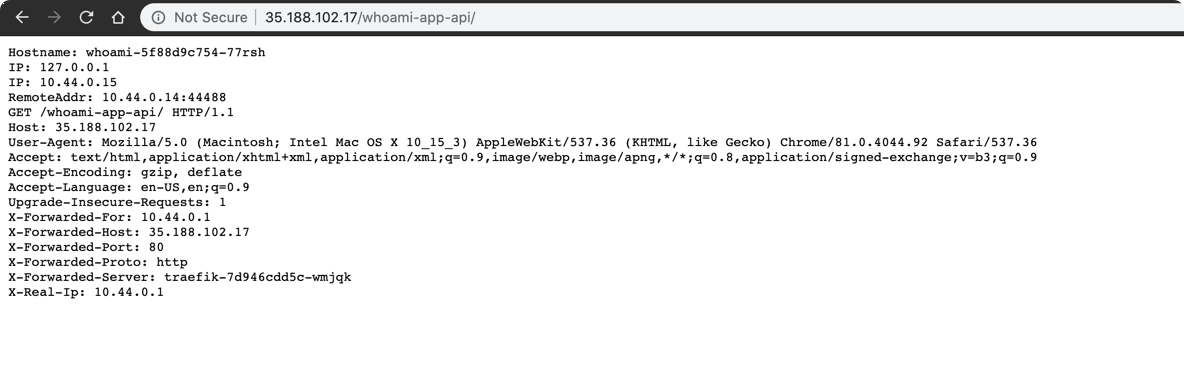 Not Secure | 35.188.102.17/whoami-app-api/
Hostname: whoami-5f88d9c754-77rsh
IP: 127.0.0.1
IP: 10.44.0.15
RemoteAddr: 10.44.0.14:44488
GET /whoami-app-api/ HTTP/1.1
Host: 35.188.102.17
User-Agent: Mozilla/5.0 (Macintosh; Intel Mac OS X 10_15_3) AppleWebKit/537.36 (KHTML, like Gecko) Chrome/81.0.4044.92 Safari/537.36
Accept: text/html,application/xhtml+xml,application/xml;q=0.9,image/webp,image/apng,*/*;q=0.8,application/signed-exchange;v=b3;q=0.9
Accept-Encoding: gzip, deflate
Accept-Language: en-US,en;q=0.9
Upgrade-Insecure-Requests: 1
X-Forwarded-For: 10.44.0.1
X-Forwarded-Host: 35.188.102.17
X-Forwarded-Port: 80
X-Forwarded-Proto: http
X-Forwarded-Server: traefik-7d946cdd5c-wmjqk
X-Real-Ip: 10.44.0.1